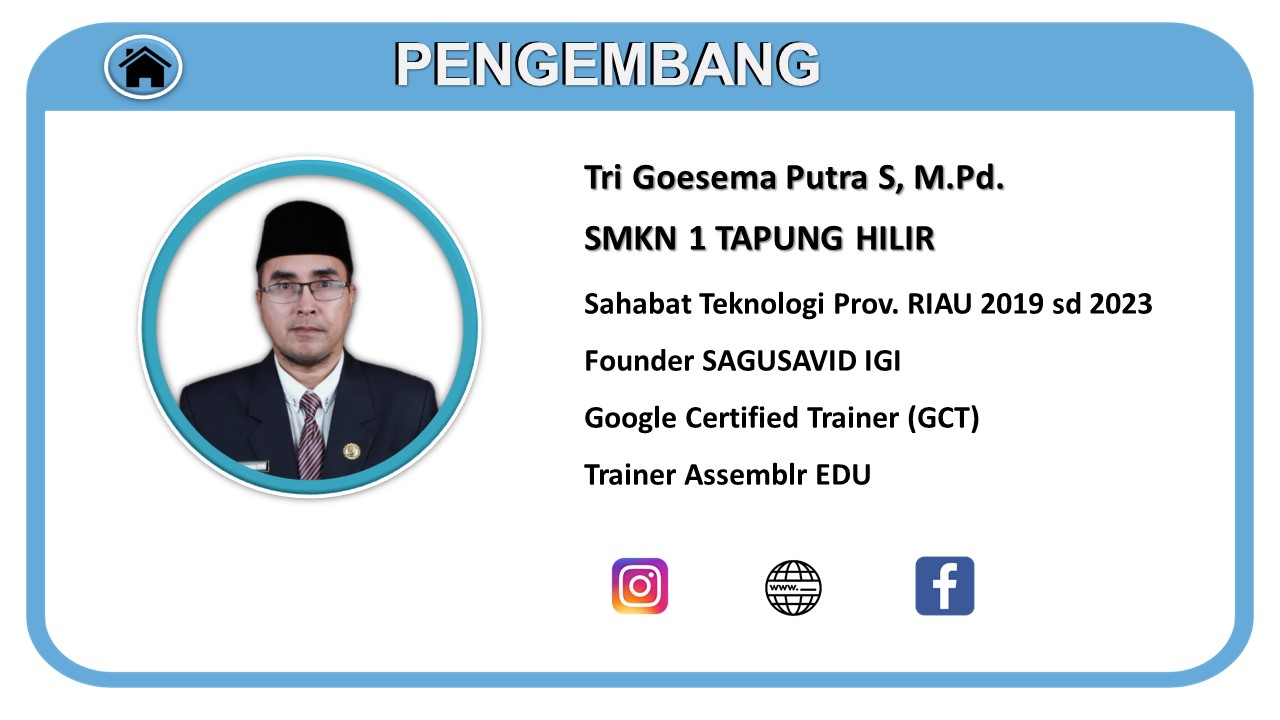 PENGEMBANG
Tri Goesema Putra S, M.Pd.
SMKN 1 TAPUNG HILIR
Sahabat Teknologi Prov. RIAU 2019 sd 2023
Founder SAGUSAVID IGI
Google Certified Trainer (GCT)
Trainer Assemblr EDU
www.